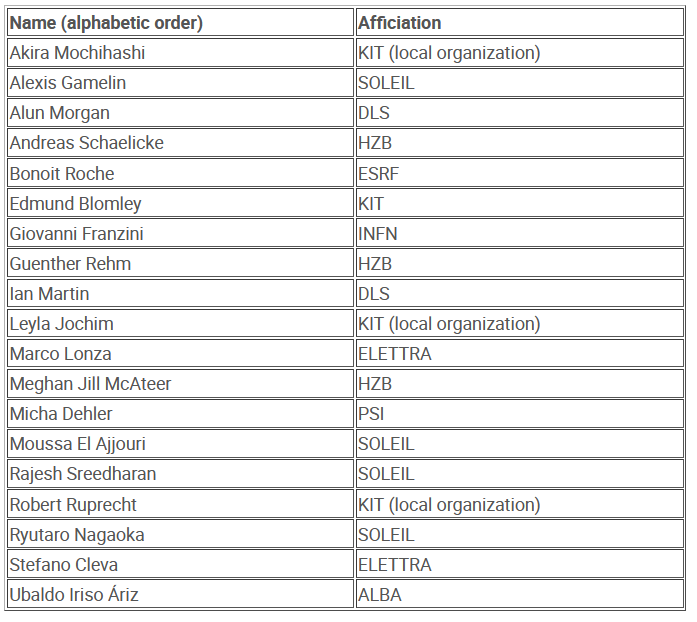 Name (alphabetic order) Afficiation
Akira Mochihashi KIT (local organization)
Alexis Gamelin SOLEIL
Alun Morgan DLS
Andreas Schaelicke HZB
Bonoit Roche ESRF
Edmund Blomley KIT
Giovanni Franzini INFN
Guenther Rehm HZB
Ian Martin DLS
Leyla Jochim KIT (local organization)
Marco Lonza ELETTRA
Meghan Jill McAteer HZB
Micha Dehler PSI
Moussa El Ajjouri SOLEIL
Rajesh Sreedharan SOLEIL
Robert Ruprecht KIT (local organization)
Ryutaro Nagaoka SOLEIL
Stefano Cleva ELETTRA
Ubaldo Iriso Áriz ALBA